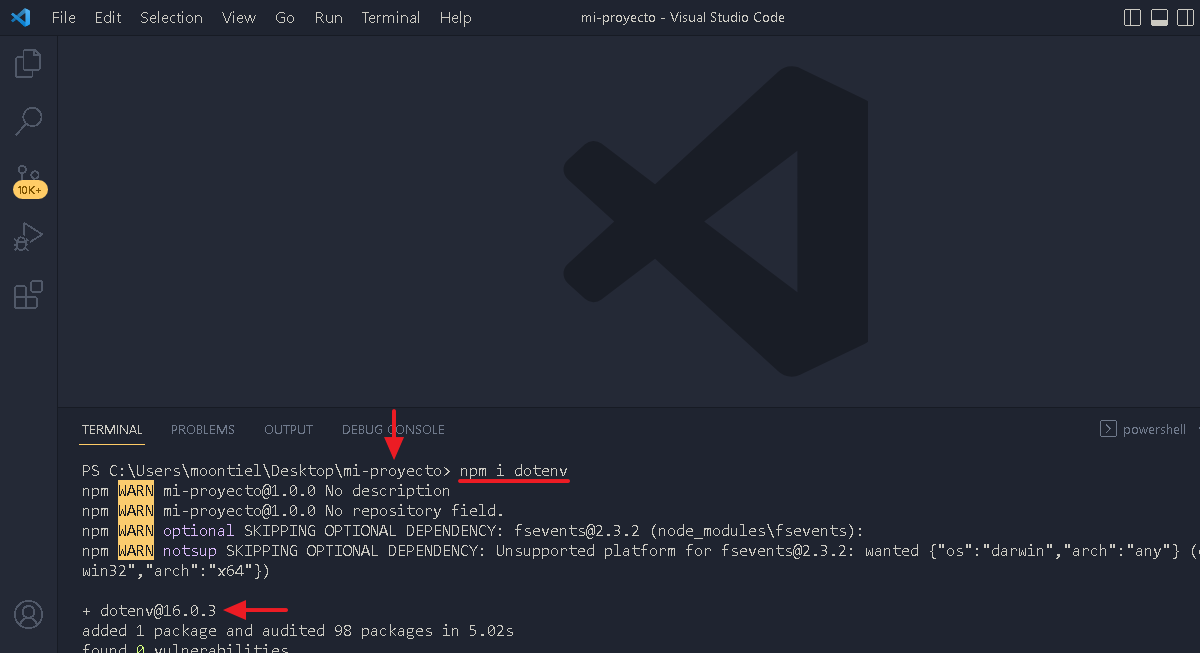 File Edit Selection View Go Run Terminal Help mi-proyecto - Visual Studio Code
10K+
TERMINAL PROBLEMS OUTPUT DEBUG CONSOLE powershell
PS C:\Users\moontiel\Desktop\mi-proyecto> npm i dotenv
npm WARN mi-proyecto@1.0.0 No description
npm WARN mi-proyecto@1.0.0 No repository field.
npm WARN optional SKIPPING OPTIONAL DEPENDENCY: fsevents@2.3.2 (node_modules\fsevents):
npm WARN notsup SKIPPING OPTIONAL DEPENDENCY: Unsupported platform for fsevents@2.3.2: wanted {"os":"darwin","arch":"any"} (
win32","arch":"x64"})
+ dotenv@16.0.3
added 1 package and audited 98 packages in 5.02s
found 0 vulnerabilities